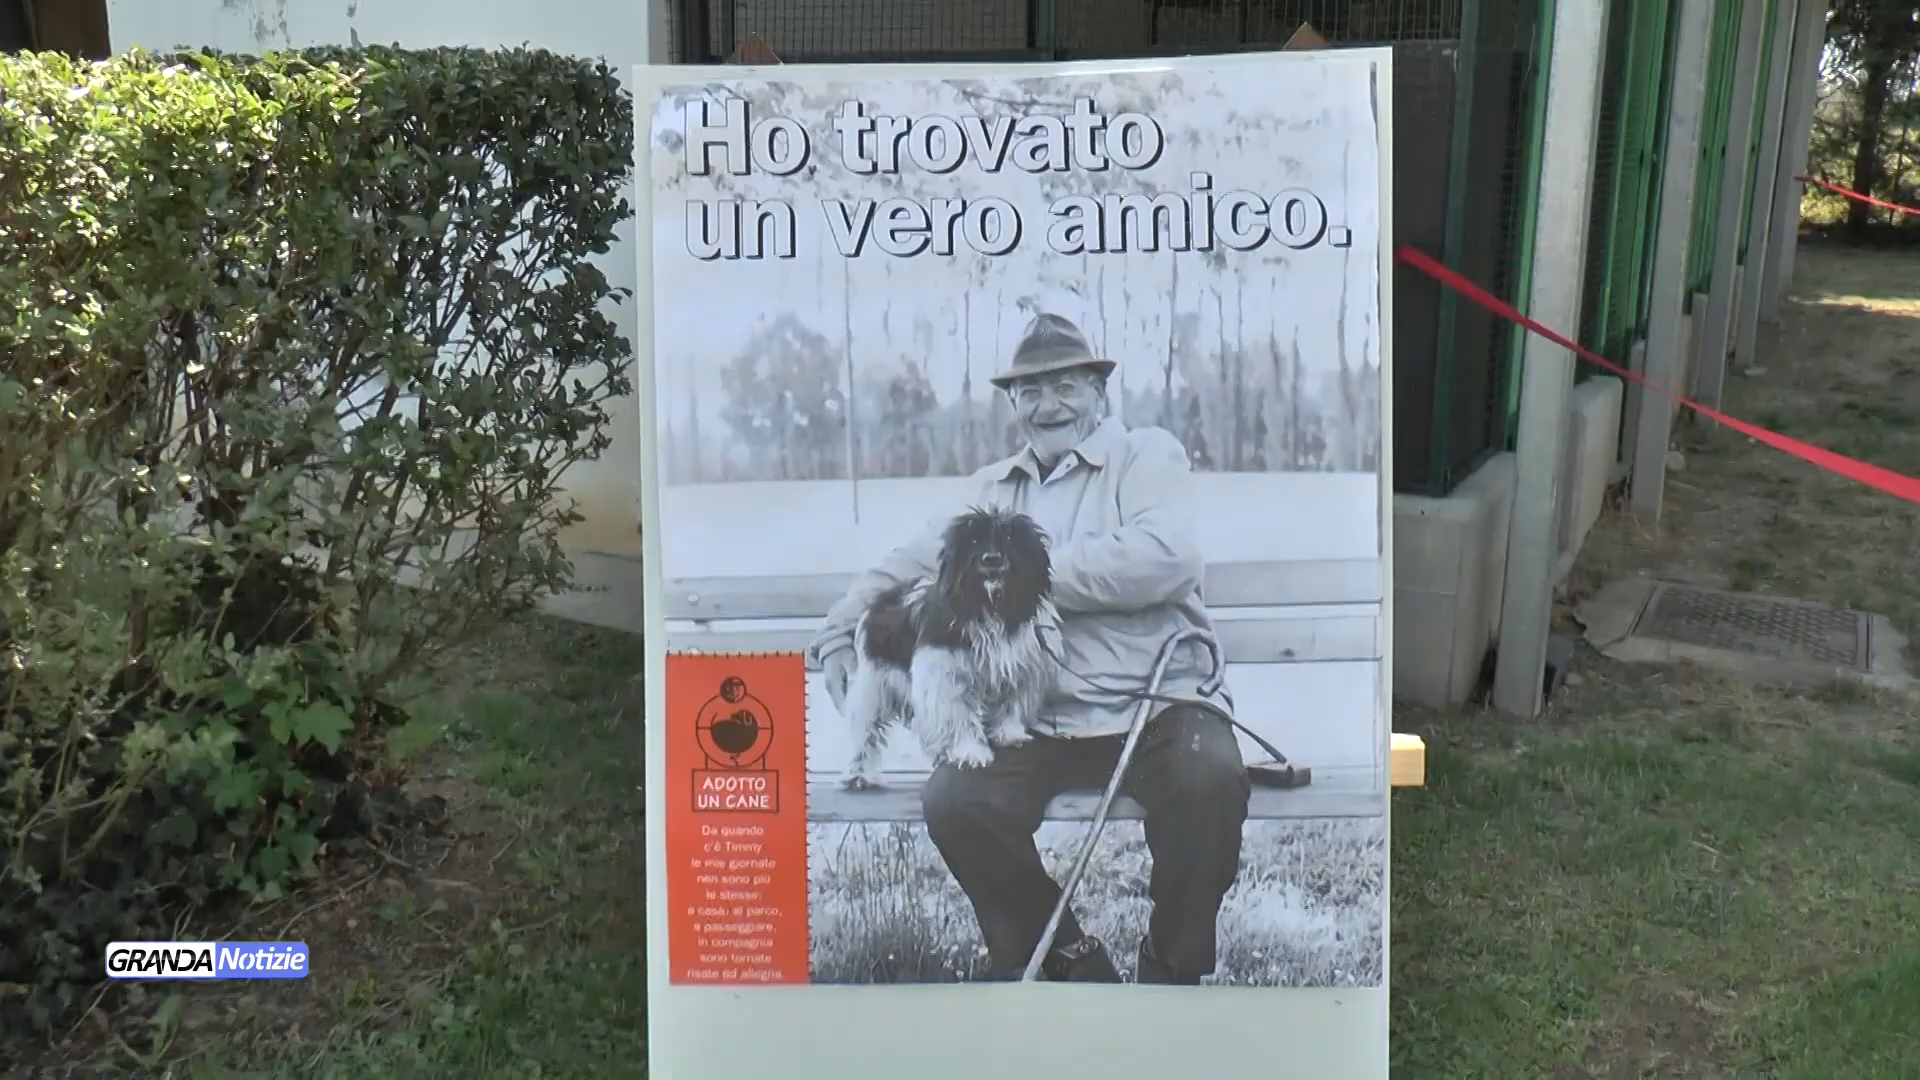 Ho trovato
un vero amico.
ADOTTO
UN CANE
Da quando
c'è Timmy
le mie giornate
non sono più
le stesse:
a casa, al parco,
a passeggiare,
in compagnia
sono tornate
risate ed allegria.
GRANDA Notizie